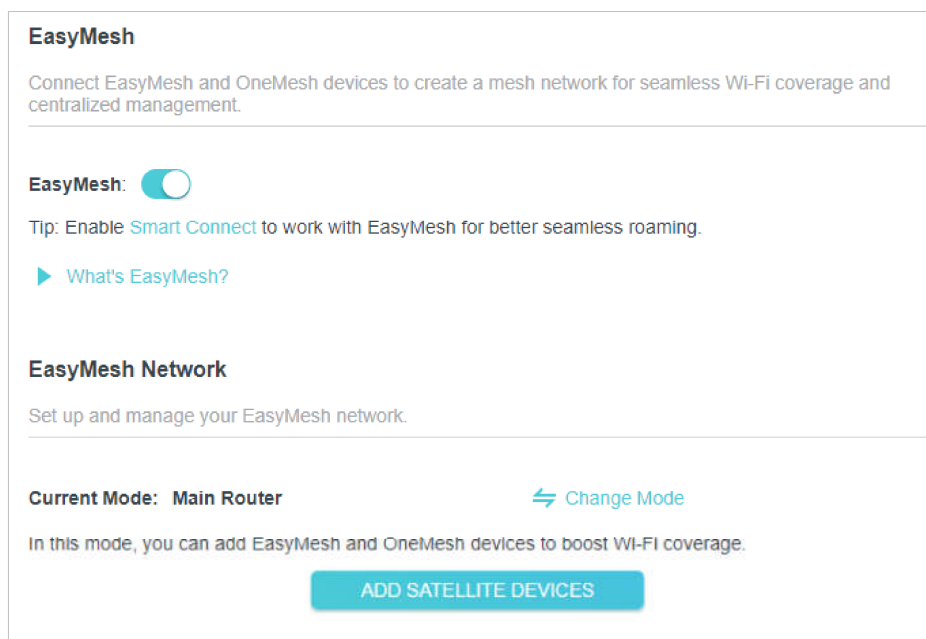 EasyMesh
Connect EasyMesh and OneMesh devices to create a mesh network for seamless Wi-Fi coverage and
centralized management.
EasyMesh:
Tip: Enable Smart Connect to work with EasyMesh for better seamless roaming.
What's EasyMesh?
EasyMesh Network
Set up and manage your EasyMesh network.
Current Mode: Main Router Change Mode
In this mode, you can add EasyMesh and OneMesh devices to boost Wi-Fi coverage.
ADD SATELLITE DEVICES